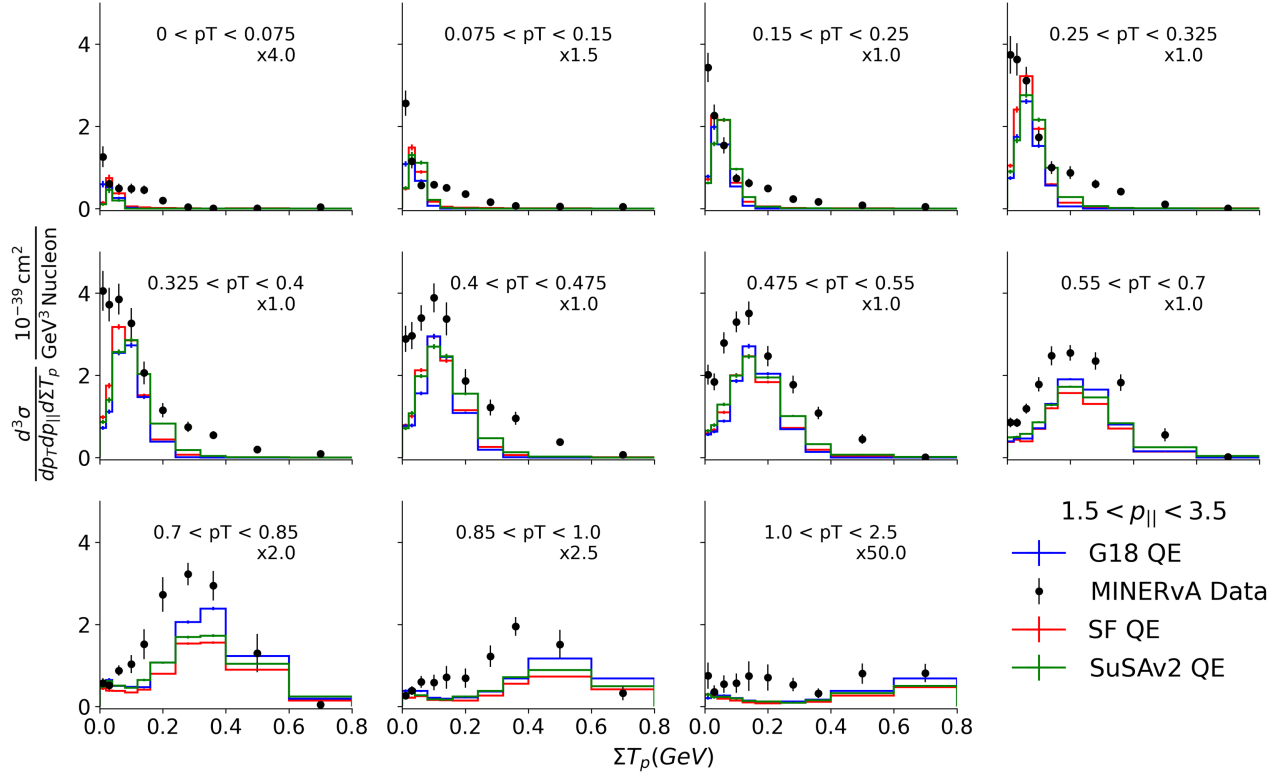 0 < pT < 0.075
x4.0
0.075 < pT < 0.15
x1.5
0.15 < pT < 0.25
x1.0
0.25 < pT < 0.325
x1.0
4
2
0
0.325 < pT < 0.4
x1.0
0.4 < pT < 0.475
x1.0
0.475 < pT < 0.55
x1.0
0.55 < pT < 0.7
x1.0
4
2
0
d³σ / dp_T dp_|| dΣT_p 10⁻³⁹ cm² / GeV³ Nucleon
0.7 < pT < 0.85
x2.0
0.85 < pT < 1.0
x2.5
1.0 < pT < 2.5
x50.0
4
2
0
0.0 0.2 0.4 0.6 0.8
0.0 0.2 0.4 0.6 0.8
0.0 0.2 0.4 0.6 0.8
ΣT_p(GeV)
1.5 < p_|| < 3.5
G18 QE
MINERvA Data
SF QE
SuSAv2 QE